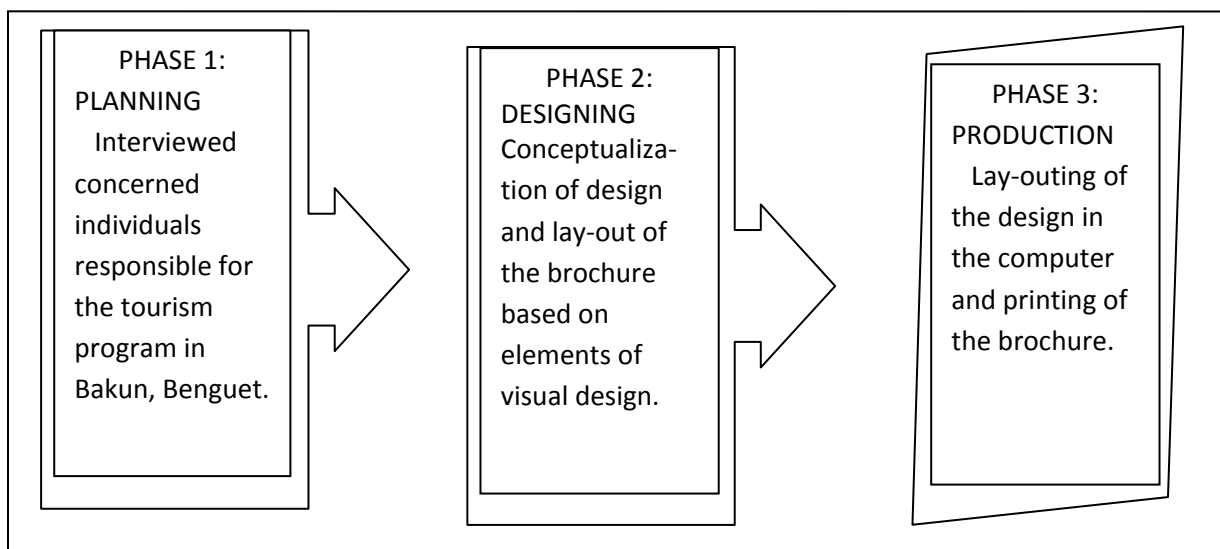 PHASE 1:
PLANNING
Interviewed
concerned
individuals
responsible for
the tourism
program in
Bakun, Benguet.
PHASE 2:
DESIGNING
Conceptualiza-
tion of design
and lay-out of
the brochure
based on
elements of
visual design.
PHASE 3:
PRODUCTION
Lay-outing of
the design in
the computer
and printing of
the brochure.